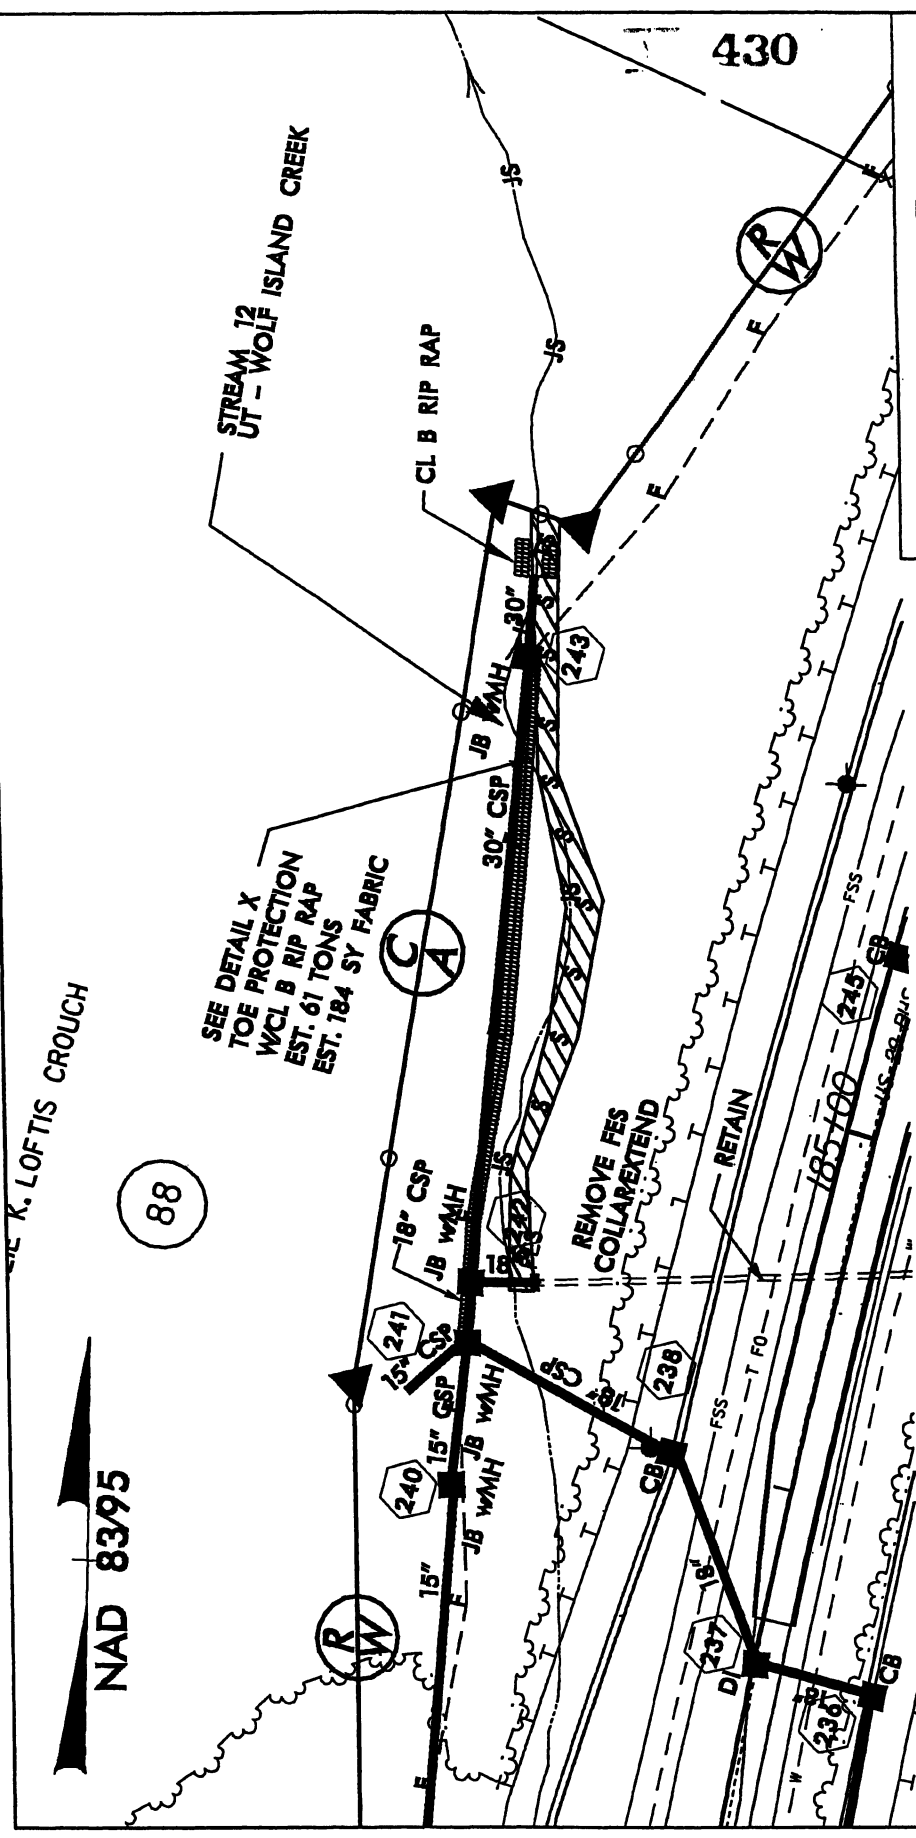 430
STREAM 12
UT - WOLF ISLAND CREEK
CL B RIP RAP
R
W
JS
JS
F
F
F
30"
243
JB W/MH
30" CSP
SEE DETAIL X
TOE PROTECTION
W/CL B RIP RAP
EST. 61 TONS
EST. 184 SY FABRIC
C
A
K. LOFTIS CROUCH
88
18" CSP
JB W/MH
JS
242
18
REMOVE FES
COLLAR/EXTEND
RETAIN
FSS
245
CB
185+00
241
15" CSP
18" CSP
238
15" CSP
JB W/MH
240
JB W/MH
CB
FSS
T FO
NAD 83/95
15"
18"
R
W
237
DI
236
CB
F
F
W
W